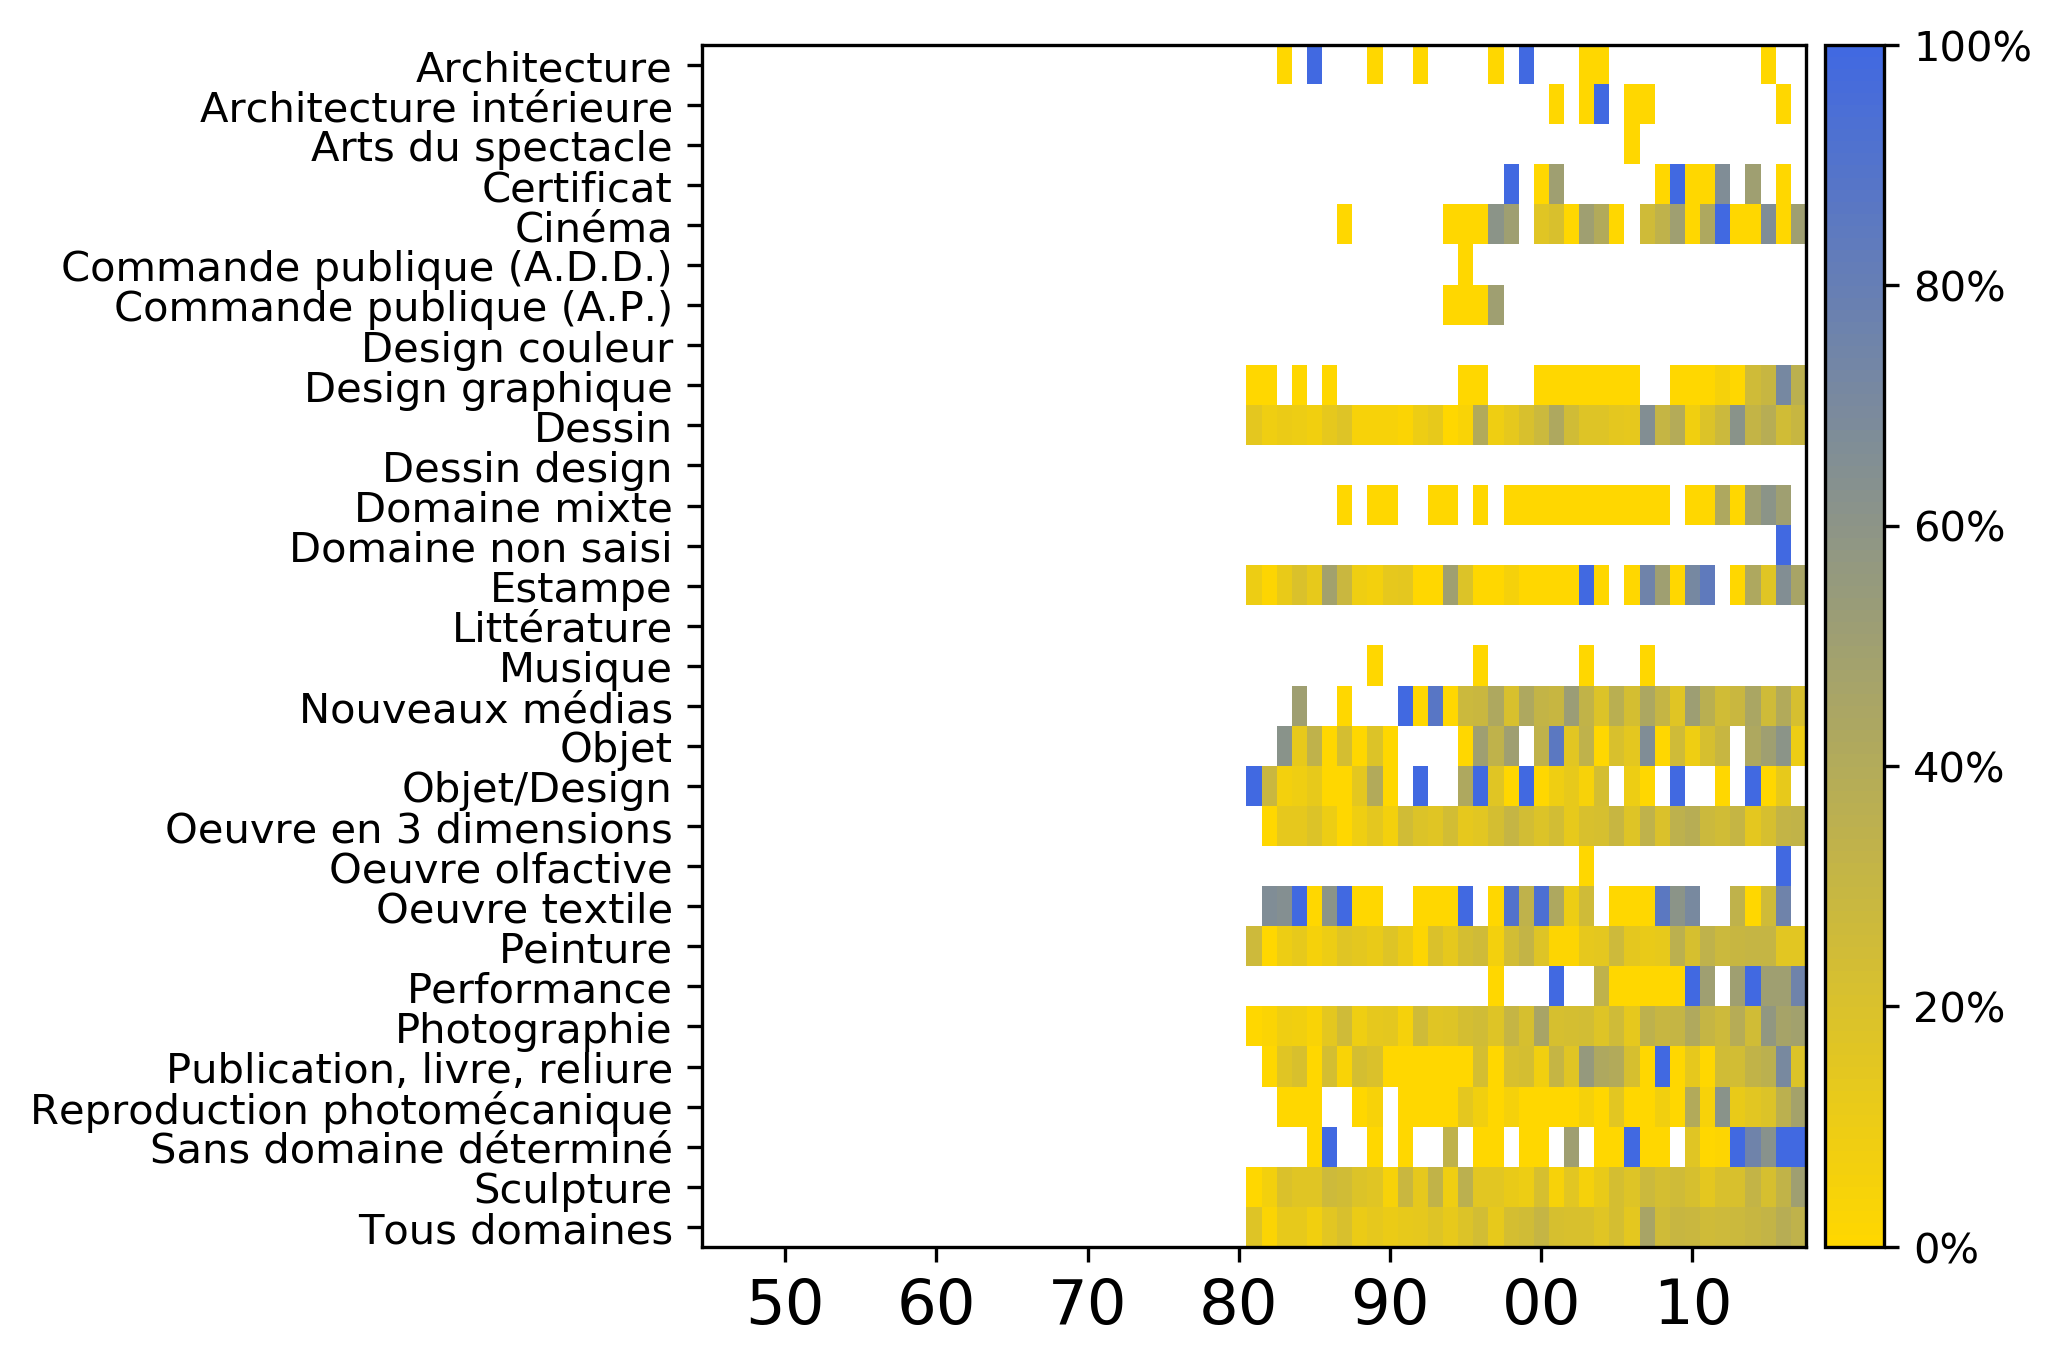 Architecture
Architecture intérieure
Arts du spectacle
Certificat
Cinéma
Commande publique (A.D.D.)
Commande publique (A.P.)
Design couleur
Design graphique
Dessin
Dessin design
Domaine mixte
Domaine non saisi
Estampe
Littérature
Musique
Nouveaux médias
Objet
Objet/Design
Oeuvre en 3 dimensions
Oeuvre olfactive
Oeuvre textile
Peinture
Performance
Photographie
Publication, livre, reliure
Reproduction photomécanique
Sans domaine déterminé
Sculpture
Tous domaines
50 60 70 80 90 00 10
100%
80%
60%
40%
20%
0%